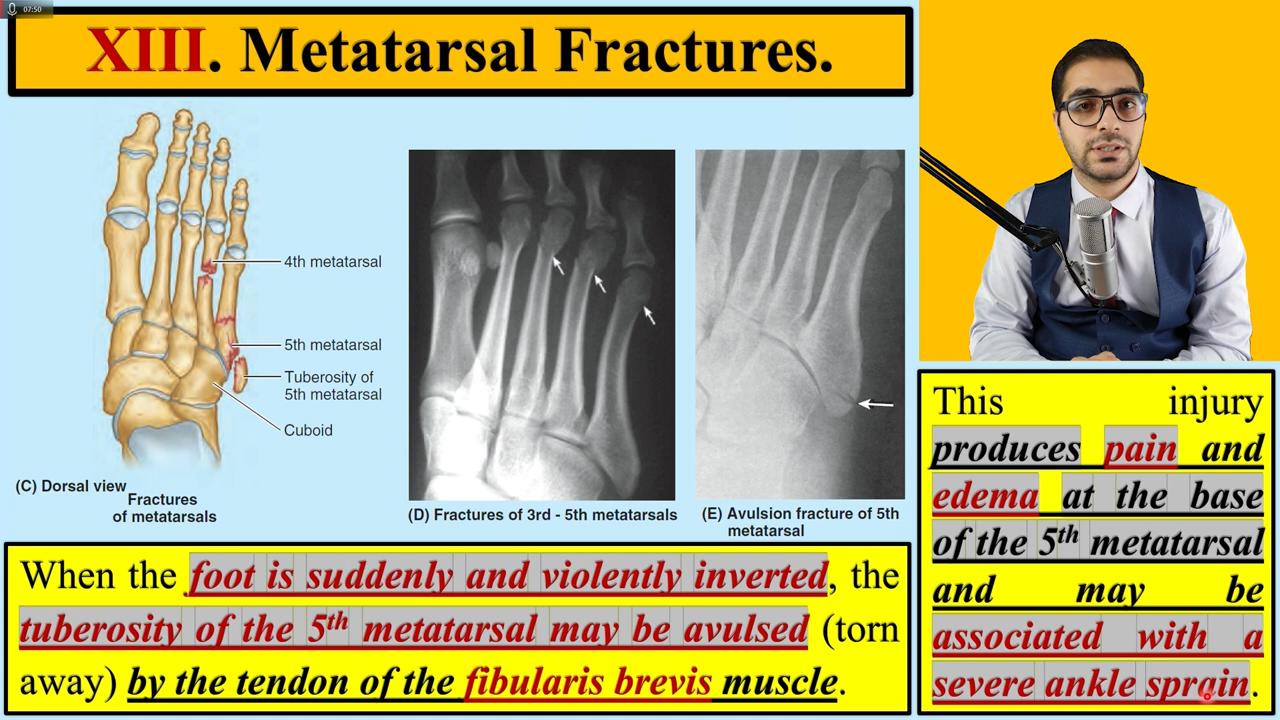 07:50
XIII. Metatarsal Fractures.
4th metatarsal
5th metatarsal
Tuberosity of
5th metatarsal
Cuboid
(C) Dorsal view
Fractures
of metatarsals
(D) Fractures of 3rd - 5th metatarsals
(E) Avulsion fracture of 5th
metatarsal
When the foot is suddenly and violently inverted, the
tuberosity of the 5th metatarsal may be avulsed (torn
away) by the tendon of the fibularis brevis muscle.
This injury
produces pain and
edema at the base
of the 5th metatarsal
and may be
associated with a
severe ankle sprain.